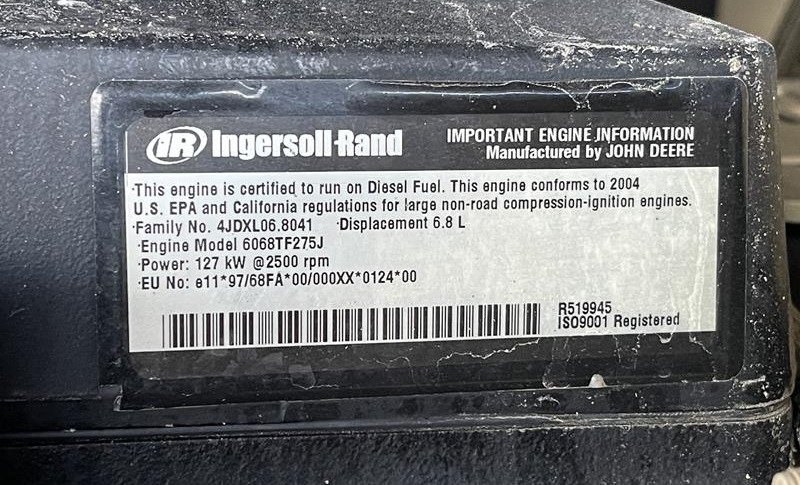 IR Ingersoll-Rand
IMPORTANT ENGINE INFORMATION
Manufactured by JOHN DEERE
·This engine is certified to run on Diesel Fuel. This engine conforms to 2004
U.S. EPA and California regulations for large non-road compression-ignition engines.
·Family No. 4JDXL06.8041 ·Displacement 6.8 L
·Engine Model 6068TF275J
·Power: 127 kW @2500 rpm
·EU No: e11*97/68FA*00/000XX*0124*00
R519945
ISO9001 Registered